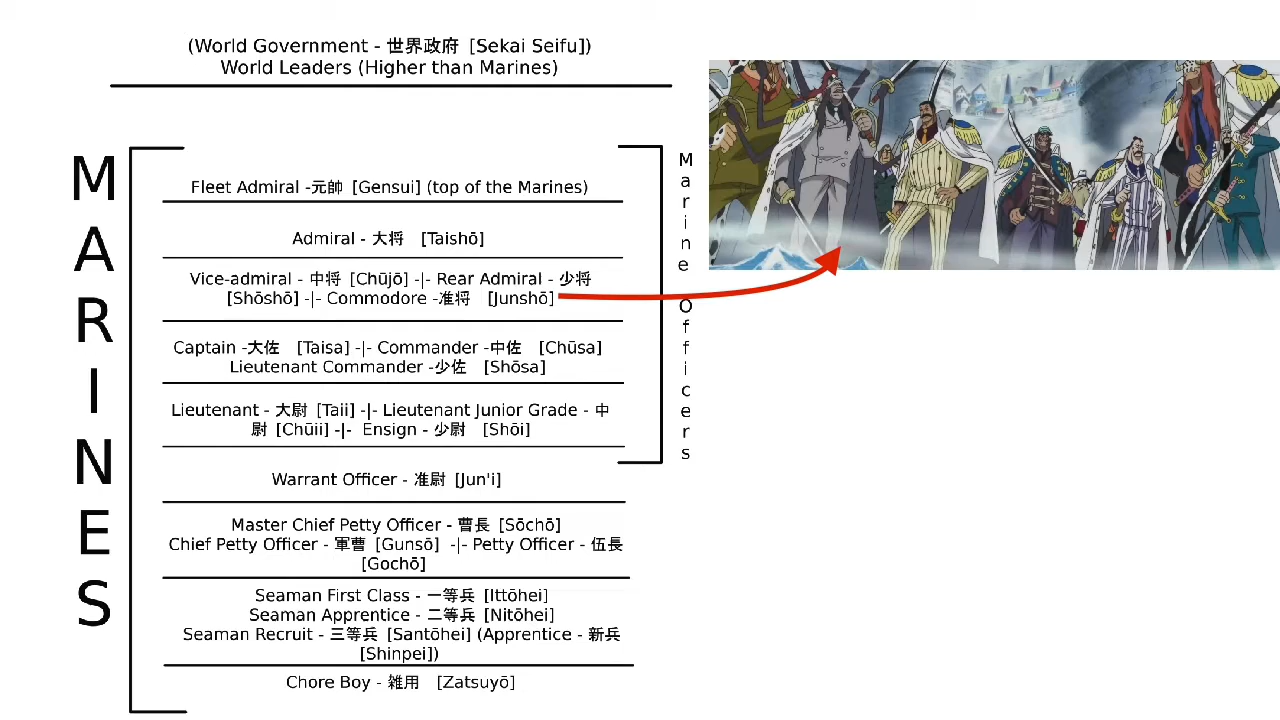 (World Government - 世界政府 [Sekai Seifu])
World Leaders (Higher than Marines)
MARINES
Fleet Admiral -元帥 [Gensui] (top of the Marines)
Admiral - 大将 [Taishō]
Vice-admiral - 中将 [Chūjō] -|- Rear Admiral - 少将
[Shōshō] -|- Commodore -准将 [Junshō]
Captain -大佐 [Taisa] -|- Commander -中佐 [Chūsa]
Lieutenant Commander -少佐 [Shōsa]
Lieutenant - 大尉 [Taii] -|- Lieutenant Junior Grade - 中
尉 [Chūii] -|- Ensign - 少尉 [Shōi]
Warrant Officer - 准尉 [Jun'i]
Master Chief Petty Officer - 曹長 [Sōchō]
Chief Petty Officer - 軍曹 [Gunsō] -|- Petty Officer - 伍長
[Gochō]
Seaman First Class - 一等兵 [Ittōhei]
Seaman Apprentice - 二等兵 [Nitōhei]
Seaman Recruit - 三等兵 [Santōhei] (Apprentice - 新兵
[Shinpei])
Chore Boy - 雑用 [Zatsuyō]
Marine Officers